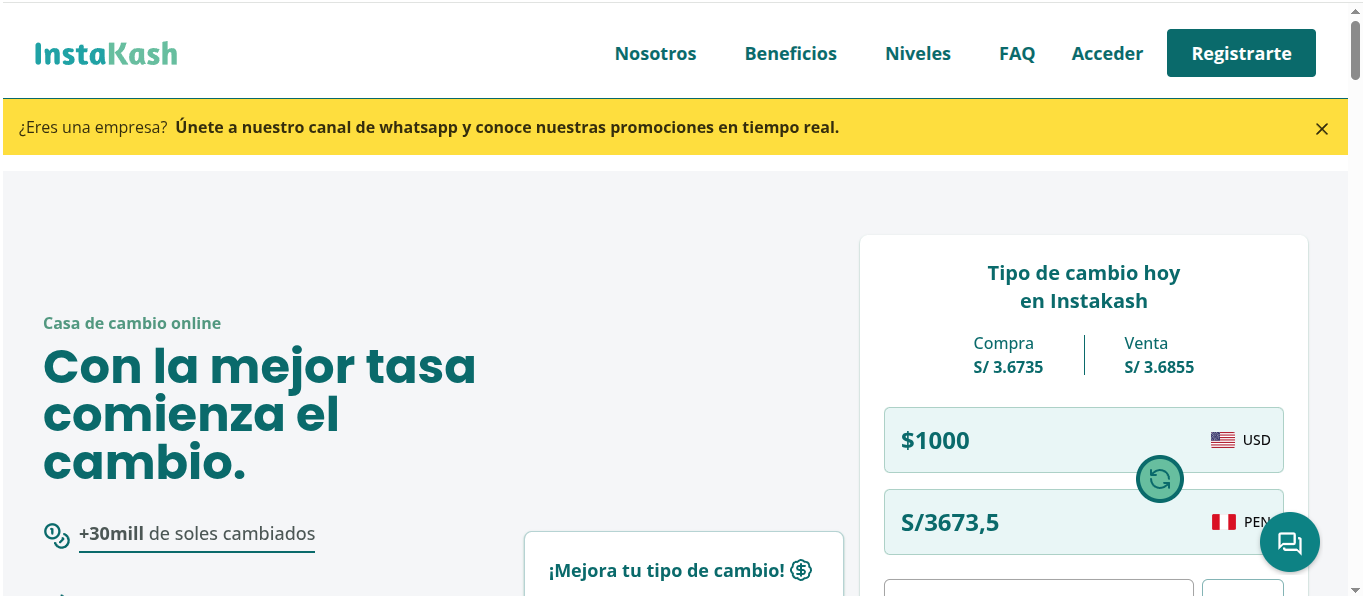 InstaKash
Nosotros
Beneficios
Niveles
FAQ
Acceder
Registrarte
¿Eres una empresa? Únete a nuestro canal de whatsapp y conoce nuestras promociones en tiempo real.
Casa de cambio online
Con la mejor tasa
comienza el
cambio.
+30mill de soles cambiados
¡Mejora tu tipo de cambio!
Tipo de cambio hoy
en Instakash
Compra
S/ 3.6735
Venta
S/ 3.6855
$1000
USD
S/3673,5
PEN